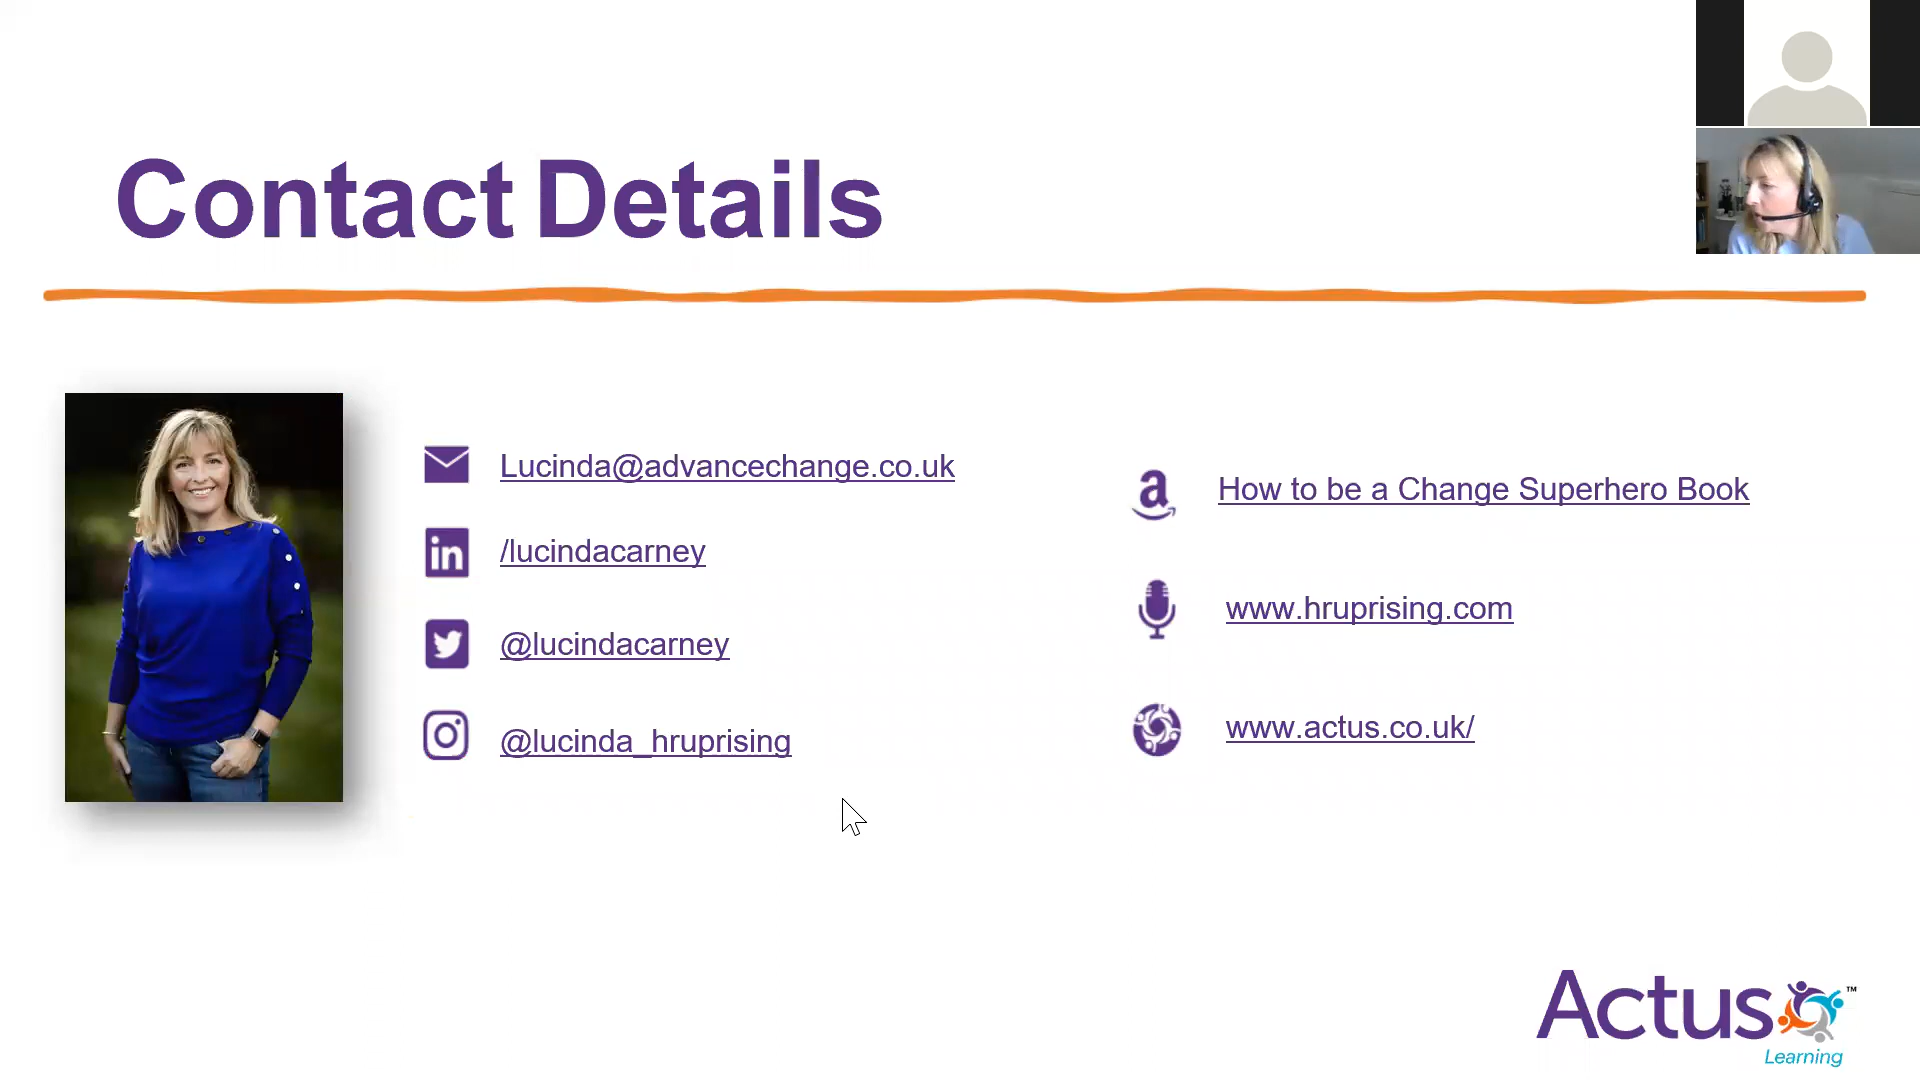 Contact Details
Lucinda@advancechange.co.uk
/lucindacarney
@lucindacarney
@lucinda_hruprising
How to be a Change Superhero Book
www.hruprising.com
www.actus.co.uk/
Actus™
Learning